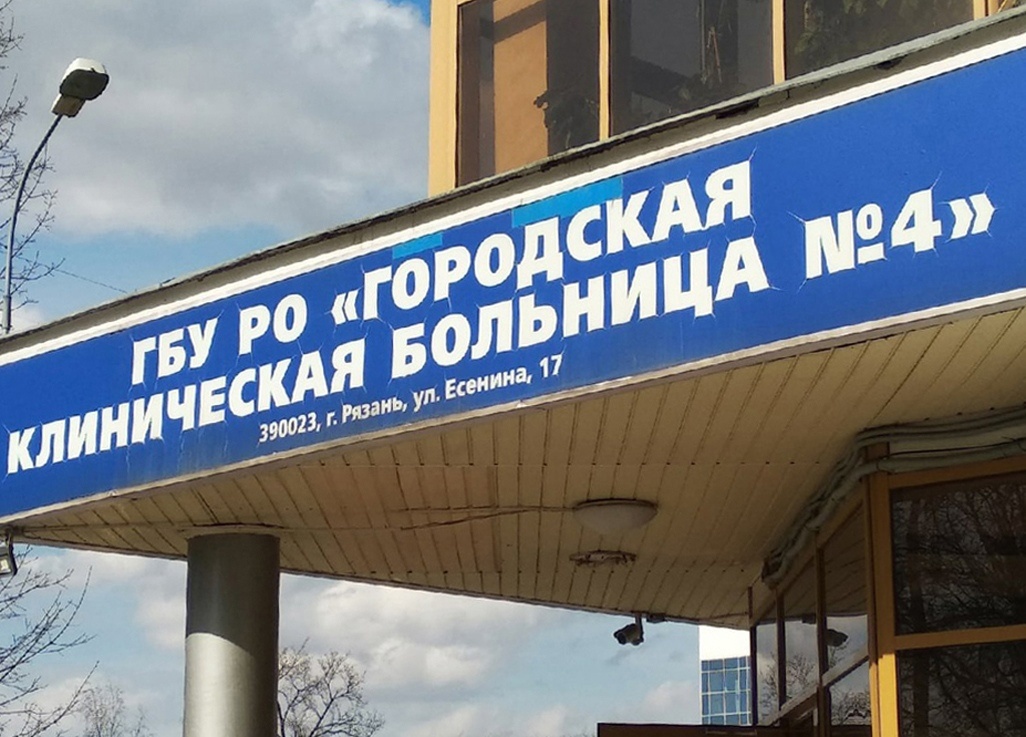 ГБУ РО «ГОРОДСКАЯ
КЛИНИЧЕСКАЯ БОЛЬНИЦА №4»
390023, г. Рязань, ул. Есенина, 17